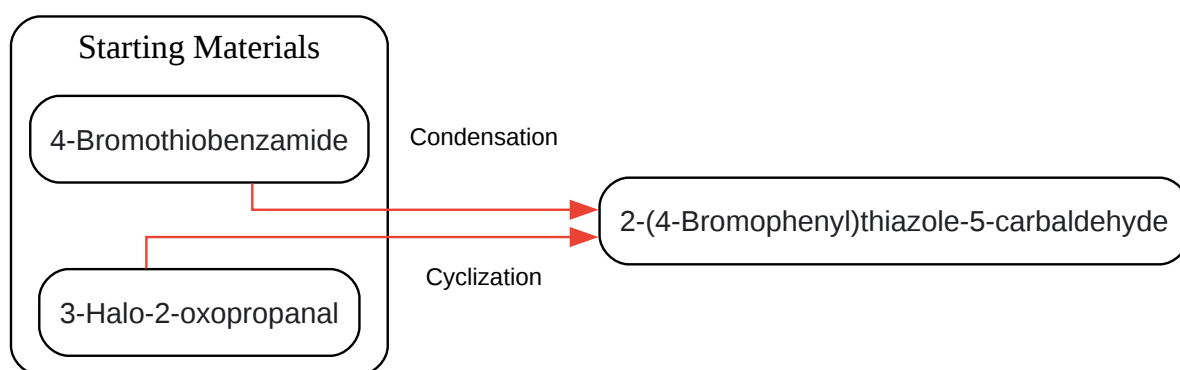 Starting Materials
4-Bromothiobenzamide
Condensation
2-(4-Bromophenyl)thiazole-5-carbaldehyde
Cyclization
3-Halo-2-oxopropanal